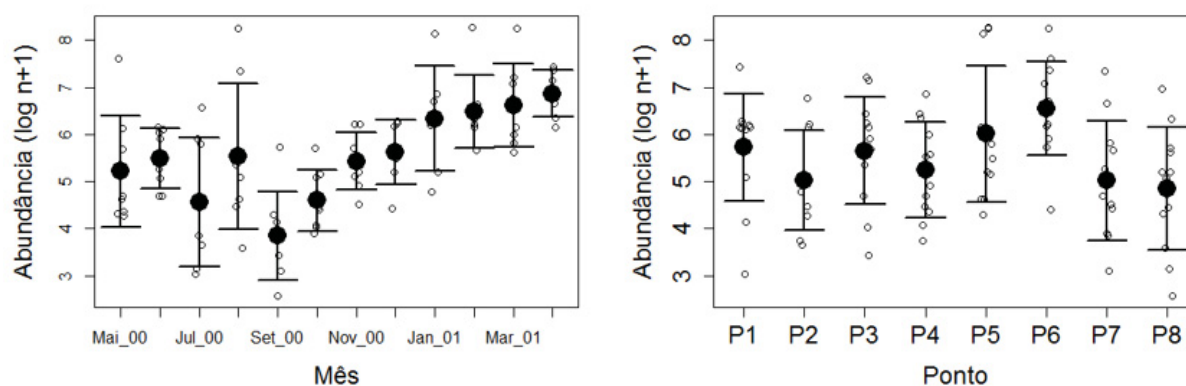 Abundância (log n+1)
8
7
6
5
4
3
Mai_00 Jul_00 Set_00 Nov_00 Jan_01 Mar_01
Mês
Abundância (log n+1)
8
7
6
5
4
3
P1 P2 P3 P4 P5 P6 P7 P8
Ponto